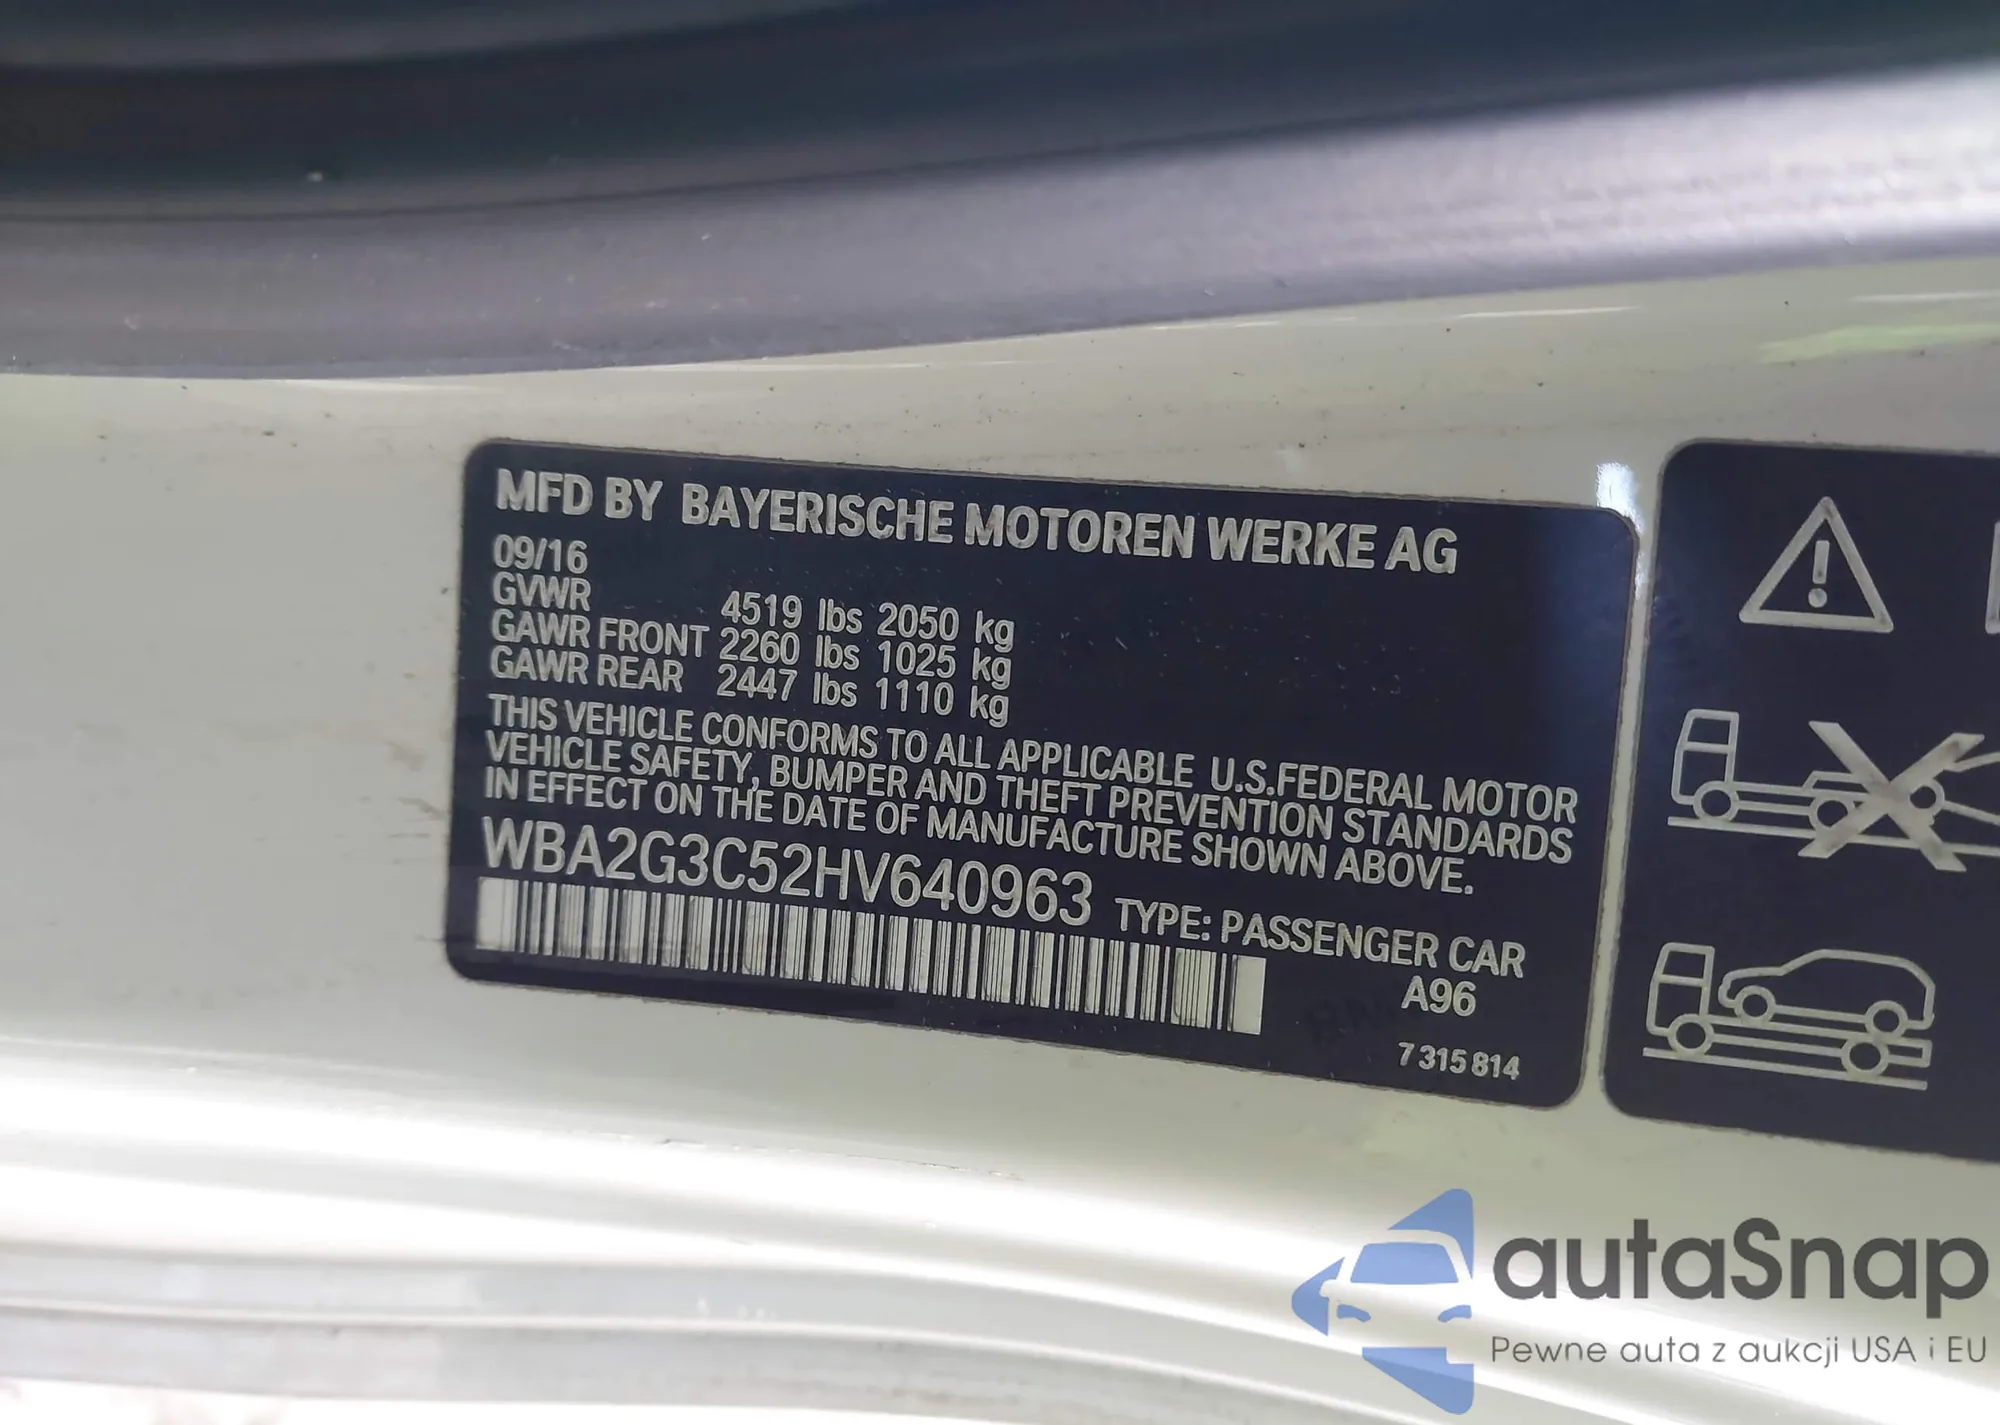 MFD BY BAYERISCHE MOTOREN WERKE AG
09/16
GVWR 4519 lbs 2050 kg
GAWR FRONT 2260 lbs 1025 kg
GAWR REAR 2447 lbs 1110 kg
THIS VEHICLE CONFORMS TO ALL APPLICABLE U.S.FEDERAL MOTOR
VEHICLE SAFETY, BUMPER AND THEFT PREVENTION STANDARDS
IN EFFECT ON THE DATE OF MANUFACTURE SHOWN ABOVE.
WBA2G3C52HV640963 TYPE: PASSENGER CAR
A96
7 315 814
autaSnap
Pewne auta z aukcji USA i EU